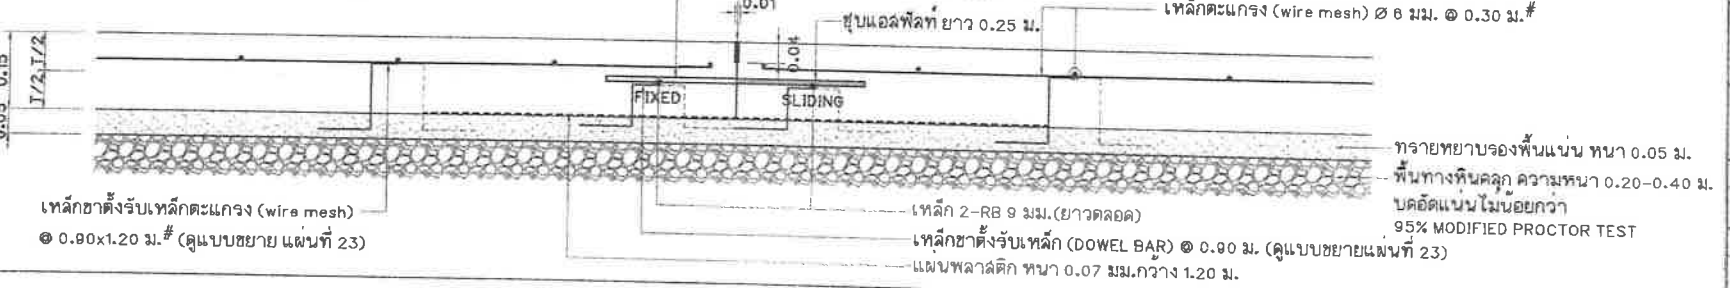 0.01
เหล็กตะแกรง (wire mesh) Ø 6 มม. @ 0.30 ม.#
ชุบแอสฟัลท์ ยาว 0.25 ม.
0.15
T/2
T/2
0.04
FIXED
SLIDING
0.05
ทรายหยาบรองพื้นแน่น หนา 0.05 ม.
พื้นทางหินคลุก ความหนา 0.20-0.40 ม.
บดอัดแน่นไม่น้อยกว่า
95% MODIFIED PROCTOR TEST
เหล็กขาตั้งรับเหล็กตะแกรง (wire mesh)
@ 0.90x1.20 ม.# (ดูแบบขยาย แผ่นที่ 23)
เหล็ก 2-RB 9 มม.(ยาวตลอด)
เหล็กขาตั้งรับเหล็ก (DOWEL BAR) @ 0.90 ม. (ดูแบบขยายแผ่นที่ 23)
แผ่นพลาสติก หนา 0.07 มม.กว้าง 1.20 ม.